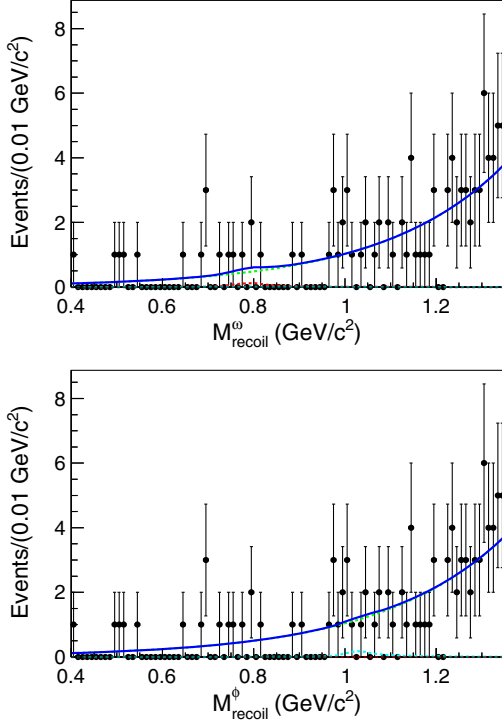 Events/(0.01 GeV/c²)
8
6
4
2
0
0.4 0.6 0.8 1 1.2
M^ω_recoil (GeV/c²)
Events/(0.01 GeV/c²)
8
6
4
2
0
0.4 0.6 0.8 1 1.2
M^ϕ_recoil (GeV/c²)